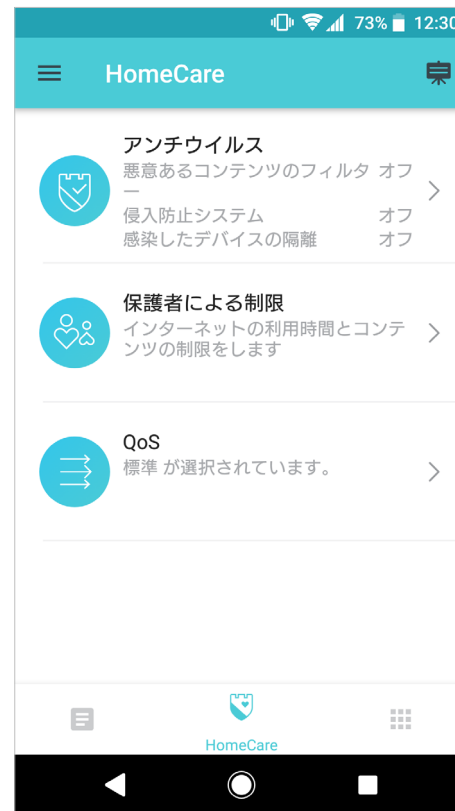 73% 12:30
HomeCare
アンチウイルス
悪意あるコンテンツのフィルタ オフ
ー
侵入防止システム オフ
感染したデバイスの隔離 オフ
保護者による制限
インターネットの利用時間とコンテ
ンツの制限をします
QoS
標準 が選択されています。
HomeCare